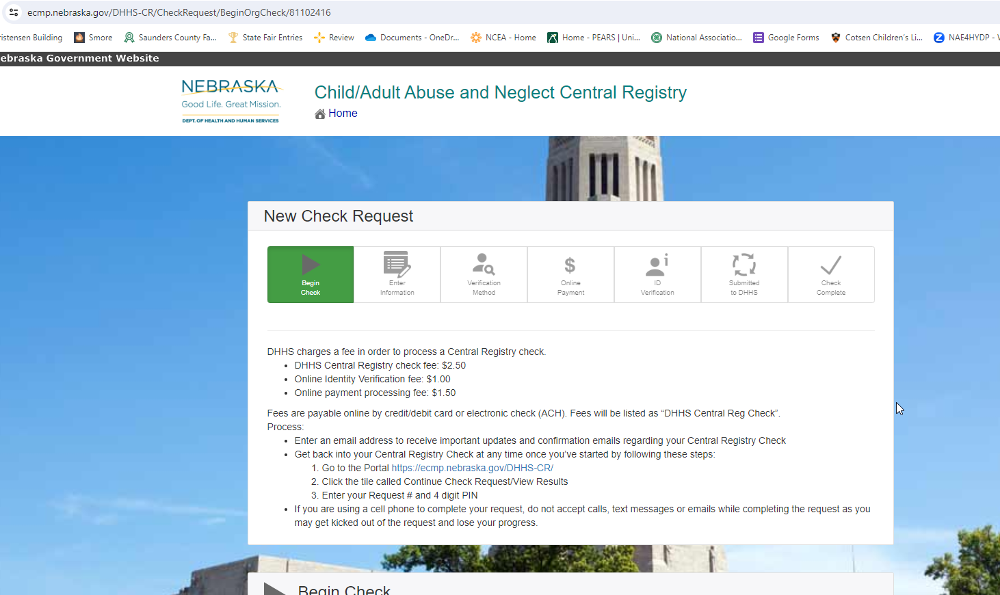 ecmp.nebraska.gov/DHHS-CR/CheckRequest/BeginOrgCheck/81102416
ristensen Building Smore Saunders County Fa... State Fair Entries Review Documents - OneDr... NCEA - Home Home - PEARS | Uni... National Associatio... Google Forms Cotsen Children's Li... NAE4HYDP -
ebraska Government Website
NEBRASKA
Good Life. Great Mission.
DEPT. OF HEALTH AND HUMAN SERVICES
Child/Adult Abuse and Neglect Central Registry
Home
New Check Request
Begin Check
Enter Information
Verification Method
$
Online Payment
ID Verification
Submitted to DHHS
Check Complete
DHHS charges a fee in order to process a Central Registry check.
• DHHS Central Registry check fee: $2.50
• Online Identity Verification fee: $1.00
• Online payment processing fee: $1.50
Fees are payable online by credit/debit card or electronic check (ACH). Fees will be listed as “DHHS Central Reg Check”.
Process:
• Enter an email address to receive important updates and confirmation emails regarding your Central Registry Check
• Get back into your Central Registry Check at any time once you’ve started by following these steps:
1. Go to the Portal https://ecmp.nebraska.gov/DHHS-CR/
2. Click the tile called Continue Check Request/View Results
3. Enter your Request # and 4 digit PIN
• If you are using a cell phone to complete your request, do not accept calls, text messages or emails while completing the request as you
may get kicked out of the request and lose your progress.
Begin Check